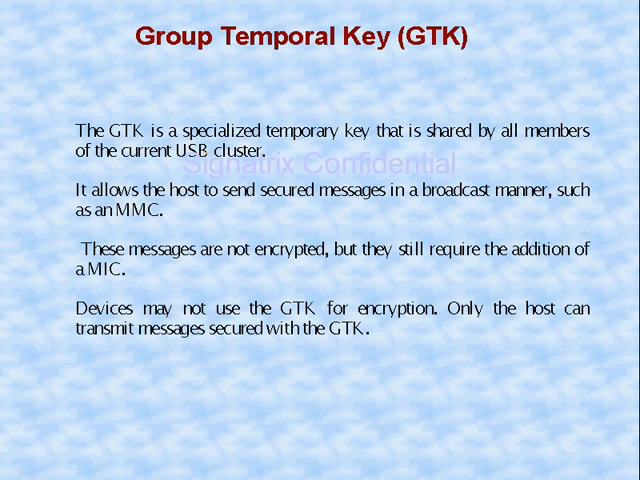 Group Temporal Key (GTK)
The GTK is a specialized temporary key that is shared by all members
of the current USB cluster.
Signatrix Confidential
It allows the host to send secured messages in a broadcast manner, such
as an MMC.
These messages are not encrypted, but they still require the addition of
a MIC.
Devices may not use the GTK for encryption. Only the host can
transmit messages secured with the GTK.